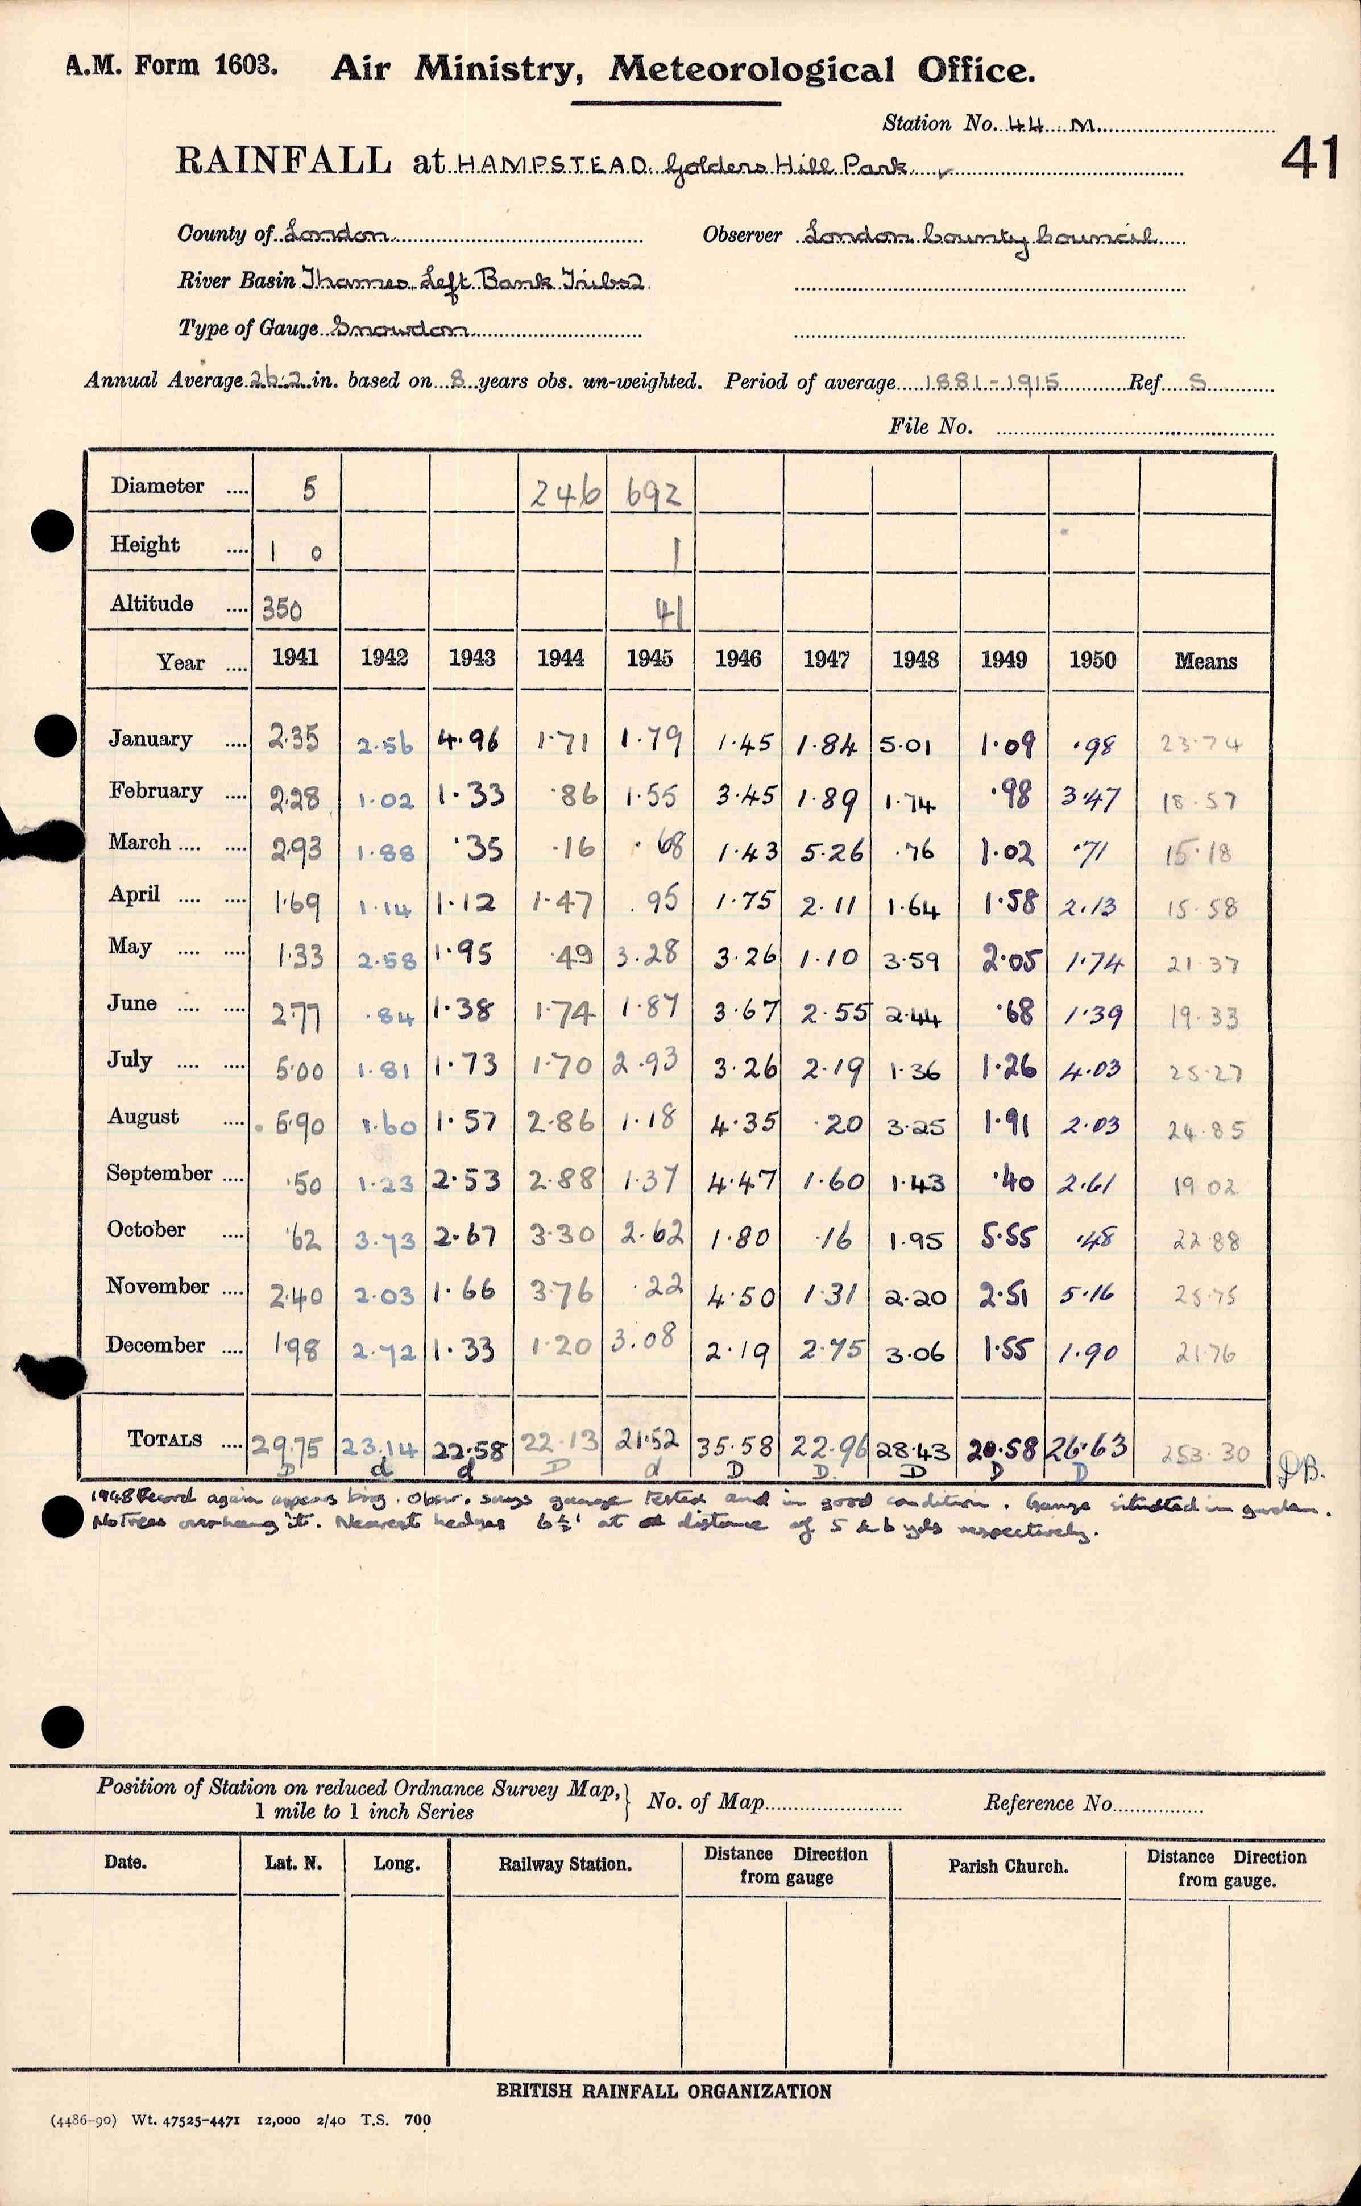 A.M. Form 1603. Air Ministry, Meteorological Office.
Station No. 44 M.
41
RAINFALL at HAMPSTEAD. Golders Hill Park
County of London Observer London County Council
River Basin Thames Left Bank Tribs2
Type of Gauge Snowdon
Annual Average 26.2 in. based on 8 years obs. un-weighted. Period of average 1881-1915 Ref S
File No.
Diameter .... 5 246 692
Height .... 1 0 1
Altitude .... 350 41
Year .... 1941 1942 1943 1944 1945 1946 1947 1948 1949 1950 Means
January .... 2.35 2.56 4.96 1.71 1.79 1.45 1.84 5.01 1.09 .98 23.74
February .... 2.28 1.02 1.33 .86 1.55 3.45 1.89 1.74 .98 3.47 18.57
March .... .... 2.93 1.88 .35 .16 .68 1.43 5.26 .76 1.02 .71 15.18
April .... .... 1.69 1.14 1.12 1.47 .95 1.75 2.11 1.64 1.58 2.13 15.58
May .... .... 1.33 2.58 1.95 .49 3.28 3.26 1.10 3.59 2.05 1.74 21.37
June .... .... 2.77 .84 1.38 1.74 1.87 3.67 2.55 2.44 .68 1.39 19.33
July .... .... 5.00 1.81 1.73 1.70 2.93 3.26 2.19 1.36 1.26 4.03 25.27
August .... 5.90 1.60 1.57 2.86 1.18 4.35 .20 3.25 1.91 2.03 24.85
September .... .50 1.23 2.53 2.88 1.37 4.47 1.60 1.43 .40 2.61 19.02
October .... .62 3.73 2.67 3.30 2.62 1.80 .16 1.95 5.55 .48 22.88
November .... 2.40 2.03 1.66 3.76 .22 4.50 1.31 2.20 2.51 5.16 25.75
December .... 1.98 2.72 1.33 1.20 3.08 2.19 2.75 3.06 1.55 1.90 21.76
TOTALS .... 29.75 23.14 22.58 22.13 21.52 35.58 22.96 28.43 20.58 26.63 253.30
D d d D d D D. D D D
1948 Record again appears big. Obsr. says gauge tested and in good condition. Gauge situated in garden.
No trees overhang it. Nearest hedges 6½' at distance of 5 & 6 yds respectively.
Position of Station on reduced Ordnance Survey Map,} No. of Map Reference No
1 mile to 1 inch Series
Date. Lat. N. Long. Railway Station. Distance Direction from gauge Parish Church. Distance Direction from gauge.
BRITISH RAINFALL ORGANIZATION
(4486-90) Wt. 47525-4471 12,000 2/40 T.S. 700